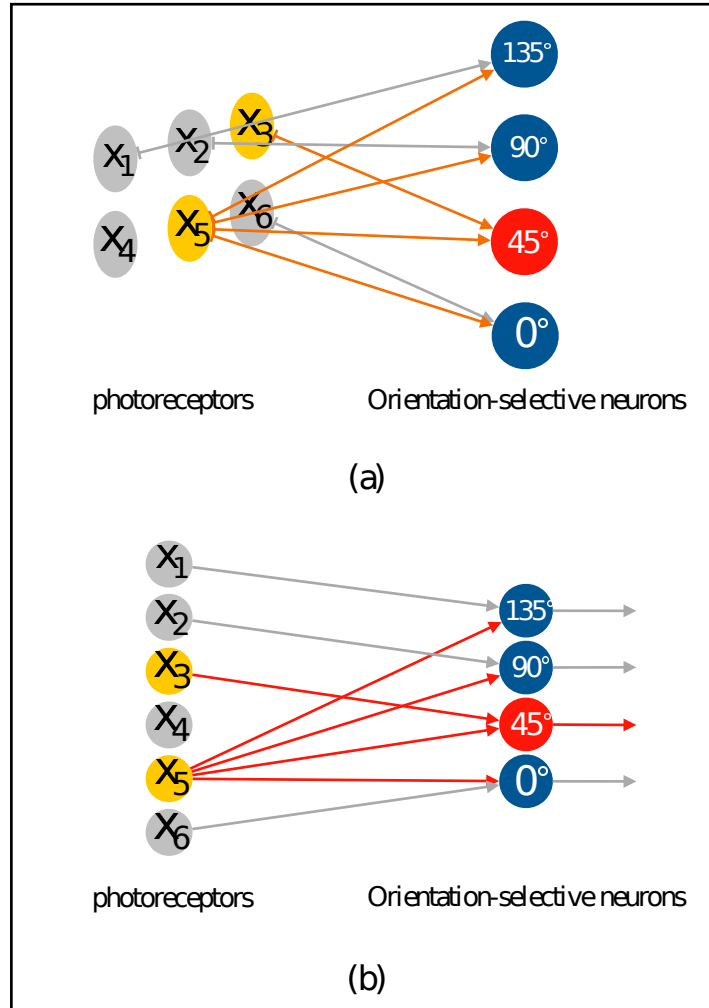 135°
x3
x2
x1
90°
x6
x5
x4
45°
0°
photoreceptors Orientation-selective neurons
(a)
x1
x2
135°
x3
90°
x4
45°
x5
0°
x6
photoreceptors Orientation-selective neurons
(b)